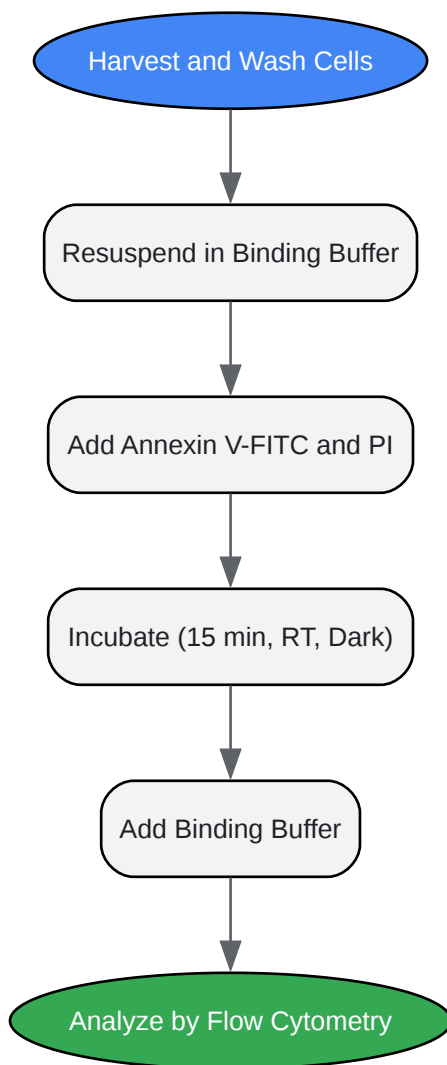 Harvest and Wash Cells
Resuspend in Binding Buffer
Add Annexin V-FITC and PI
Incubate (15 min, RT, Dark)
Add Binding Buffer
Analyze by Flow Cytometry